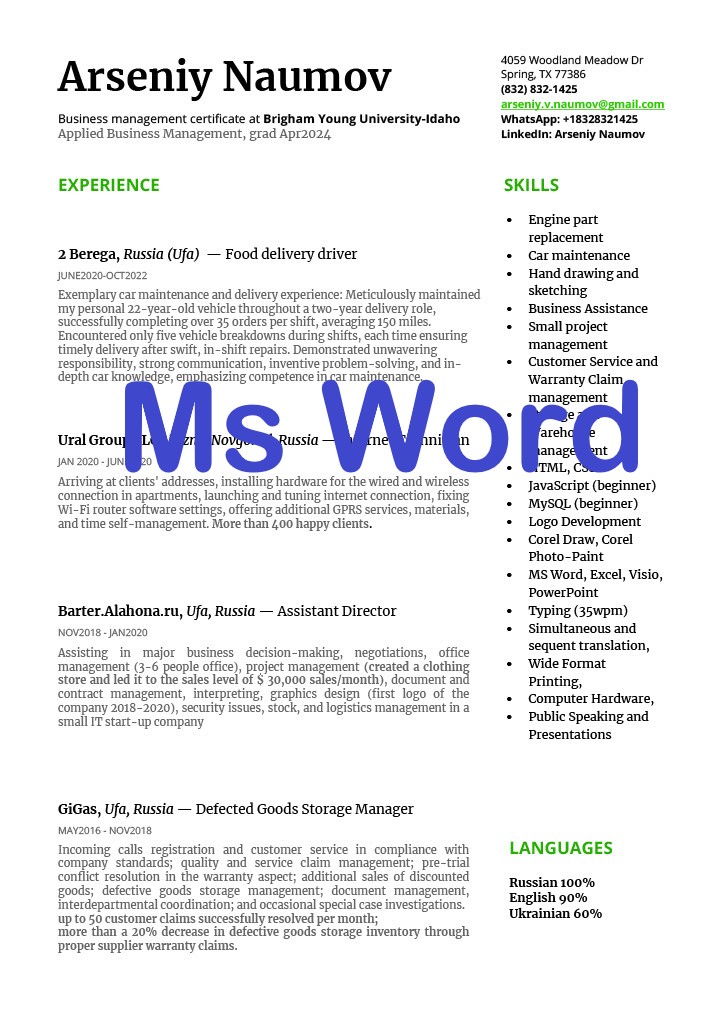 Arseniy Naumov
Business management certificate at Brigham Young University-Idaho
Applied Business Management, grad Apr2024
4059 Woodland Meadow Dr
Spring, TX 77386
(832) 832-1425
arseniy.v.naumov@gmail.com
WhatsApp: +18328321425
LinkedIn: Arseniy Naumov
EXPERIENCE
2 Berega, Russia (Ufa) — Food delivery driver
JUNE2020-OCT2022
Exemplary car maintenance and delivery experience: Meticulously maintained
my personal 22-year-old vehicle throughout a two-year delivery role,
successfully completing over 35 orders per shift, averaging 150 miles.
Encountered only five vehicle breakdowns during shifts, each time ensuring
timely delivery after swift, in-shift repairs. Demonstrated unwavering
responsibility, strong communication, inventive problem-solving, and in-
depth car knowledge, emphasizing competence in car maintenance.
Ms Word
Ural Group Russia —
JAN 2020 -
Arriving at clients' addresses, installing hardware for the wired and wireless
connection in apartments, launching and tuning internet connection, fixing
Wi-Fi router software settings, offering additional GPRS services, materials,
and time self-management. More than 400 happy clients.
Barter.Alahona.ru, Ufa, Russia — Assistant Director
NOV2018 - JAN2020
Assisting in major business decision-making, negotiations, office
management (3-6 people office), project management (created a clothing
store and led it to the sales level of $ 30,000 sales/month), document and
contract management, interpreting, graphics design (first logo of the
company 2018-2020), security issues, stock, and logistics management in a
small IT start-up company
GiGas, Ufa, Russia — Defected Goods Storage Manager
MAY2016 - NOV2018
Incoming calls registration and customer service in compliance with
company standards; quality and service claim management; pre-trial
conflict resolution in the warranty aspect; additional sales of discounted
goods; defective goods storage management; document management,
interdepartmental coordination; and occasional special case investigations.
up to 50 customer claims successfully resolved per month;
more than a 20% decrease in defective goods storage inventory through
proper supplier warranty claims.
SKILLS
• Engine part
replacement
• Car maintenance
• Hand drawing and
sketching
• Business Assistance
• Small project
management
• Customer Service and
Warranty Claim
management
•
management
• HTML,
• JavaScript (beginner)
• MySQL (beginner)
• Logo Development
• Corel Draw, Corel
Photo-Paint
• MS Word, Excel, Visio,
PowerPoint
• Typing (35wpm)
• Simultaneous and
sequent translation,
• Wide Format
Printing,
• Computer Hardware,
• Public Speaking and
Presentations
LANGUAGES
Russian 100%
English 90%
Ukrainian 60%